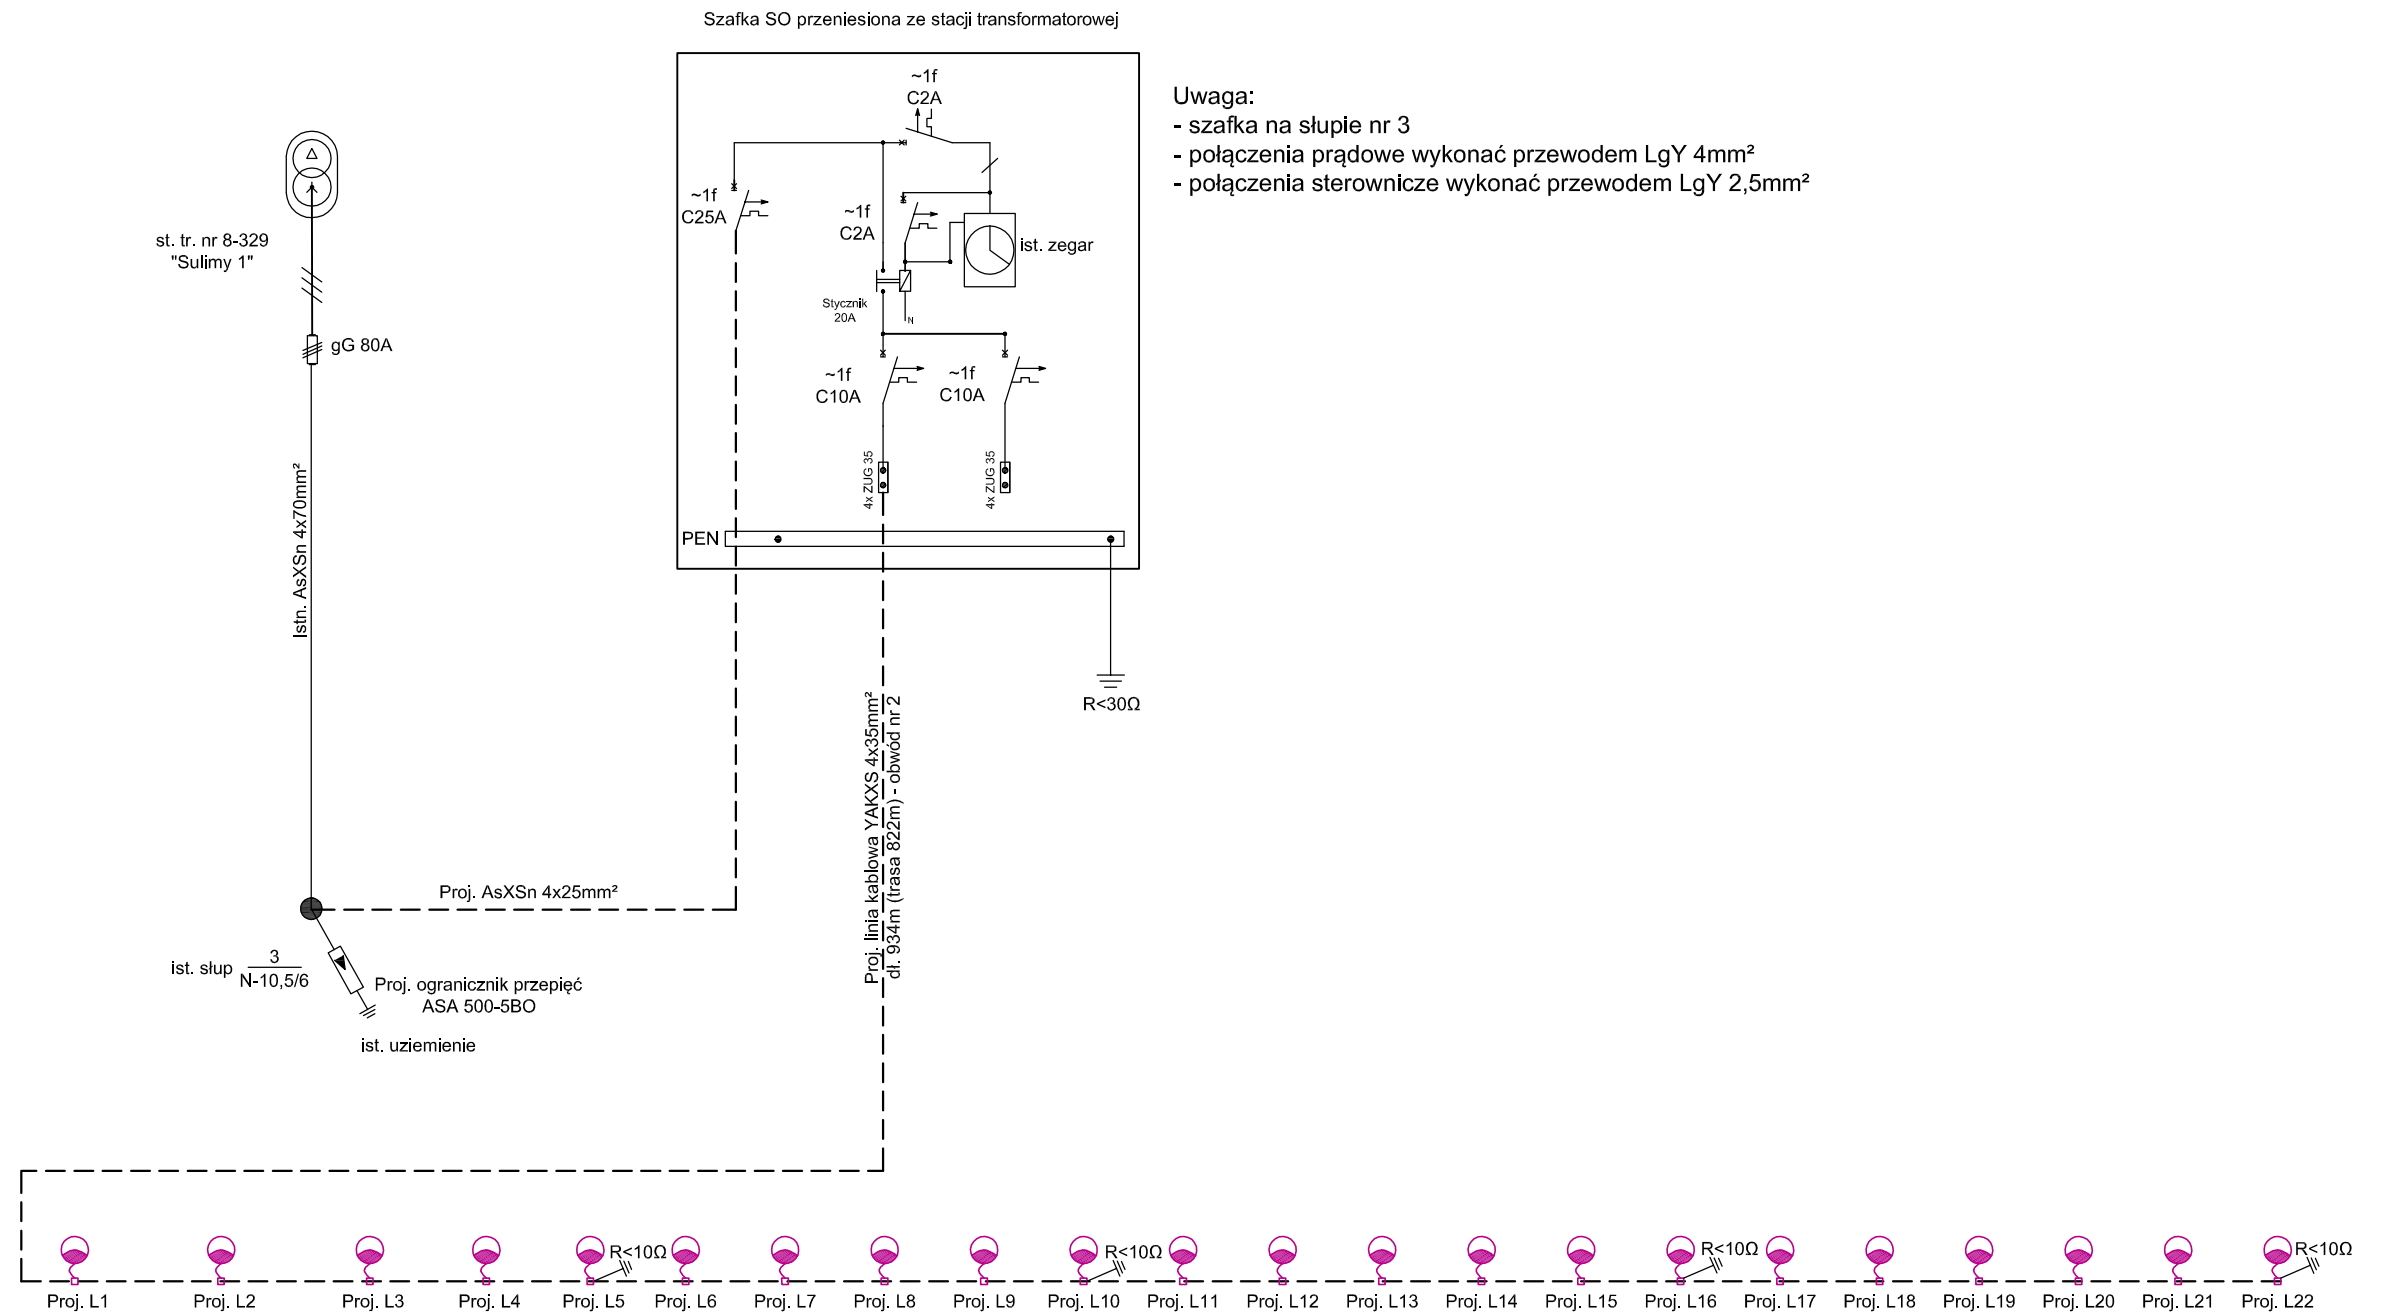 Szafka SO przeniesiona ze stacji transformatorowej
~1f
C2A
Uwaga:
- szafka na słupie nr 3
- połączenia prądowe wykonać przewodem LgY 4mm²
- połączenia sterownicze wykonać przewodem LgY 2,5mm²
st. tr. nr 8-329
"Sulimy 1"
gG 80A
Istn. AsXSn 4x70mm²
~1f
C25A
~1f
C2A
ist. zegar
Stycznik
20A
N
~1f
C10A
~1f
C10A
4x ZUG 35
4x ZUG 35
PEN
R<30Ω
Proj. linia kablowa YAKXS 4x35mm²
dł. 934m (trasa 822m) - obwód nr 2
Proj. AsXSn 4x25mm²
ist. słup 3
N-10,5/6
Proj. ogranicznik przepięć
ASA 500-5BO
ist. uziemienie
R<10Ω
R<10Ω
R<10Ω
R<10Ω
Proj. L1
Proj. L2
Proj. L3
Proj. L4
Proj. L5
Proj. L6
Proj. L7
Proj. L8
Proj. L9
Proj. L10
Proj. L11
Proj. L12
Proj. L13
Proj. L14
Proj. L15
Proj. L16
Proj. L17
Proj. L18
Proj. L19
Proj. L20
Proj. L21
Proj. L22